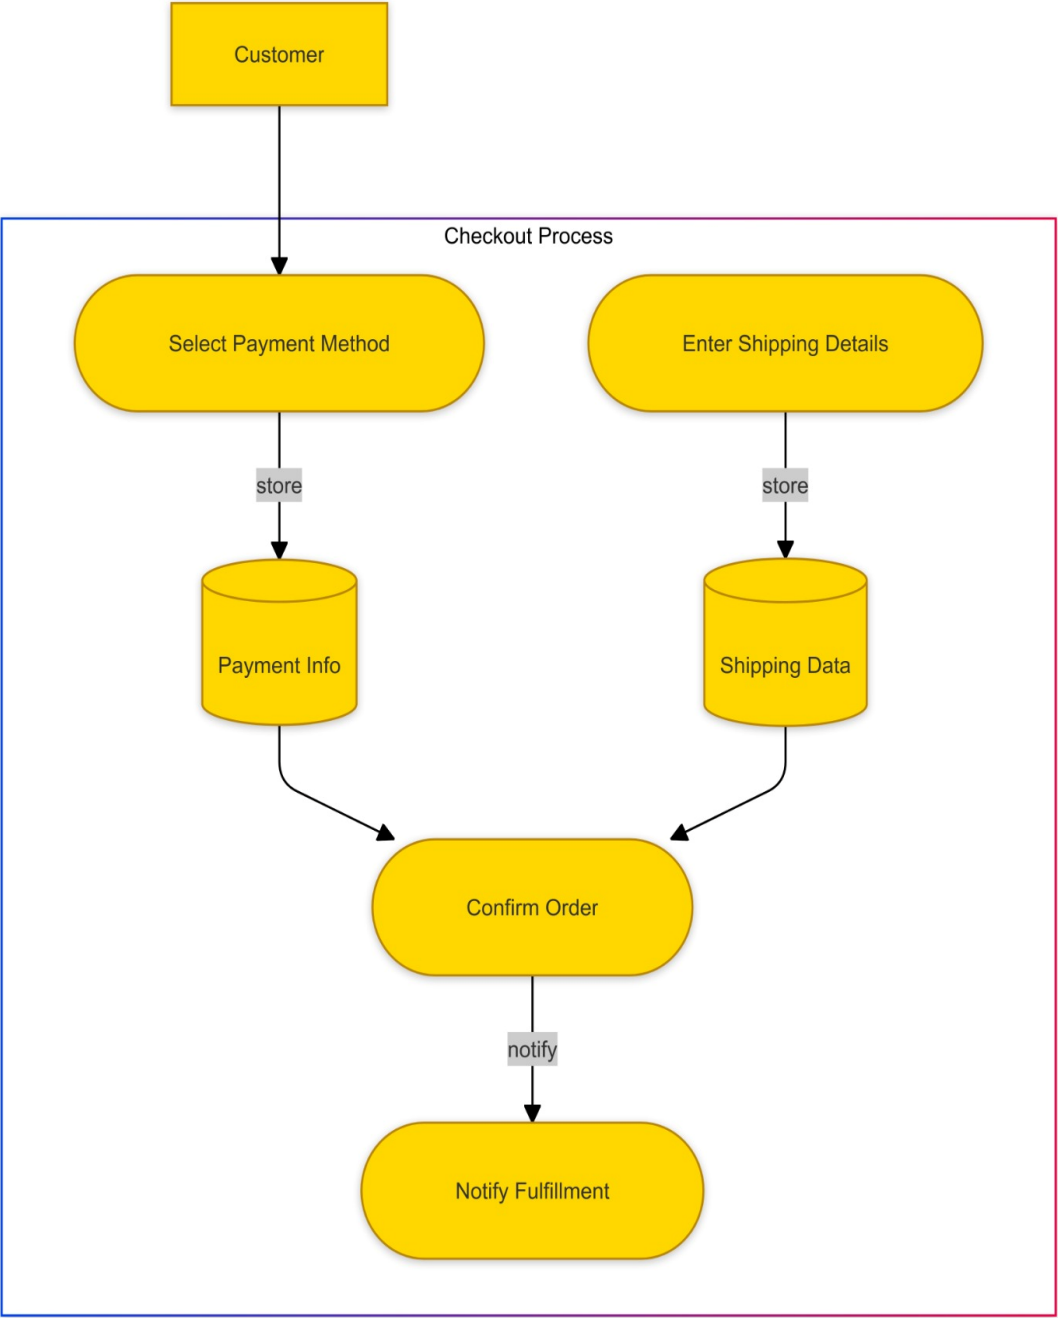 Customer
Checkout Process
Select Payment Method
Enter Shipping Details
store
store
Payment Info
Shipping Data
Confirm Order
notify
Notify Fulfillment